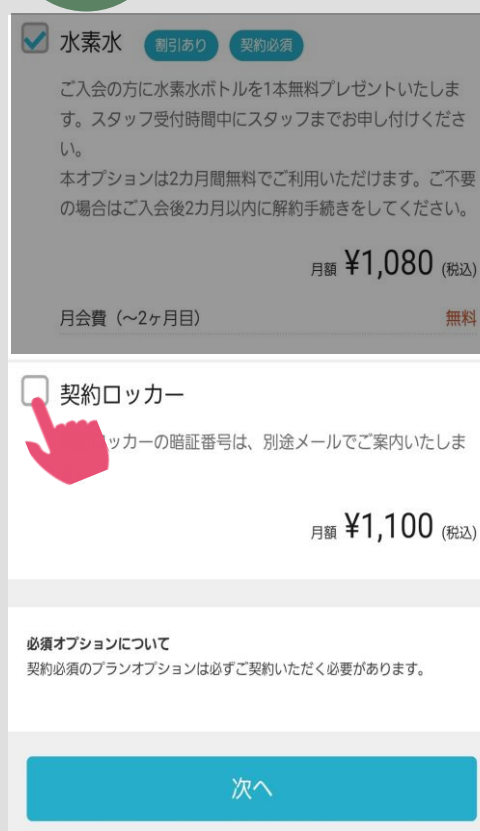 水素水 割引あり 契約必須
ご入会の方に水素水ボトルを1本無料プレゼントいたしま
す。スタッフ受付時間中にスタッフまでお申し付けくださ
い。
本オプションは2カ月間無料でご利用いただけます。ご不要
の場合はご入会後2カ月以内に解約手続きをしてください。
月額 ¥1,080 (税込)
月会費（～2ヶ月目） 無料
契約ロッカー
ッカーの暗証番号は、別途メールでご案内いたしま
月額 ¥1,100 (税込)
必須オプションについて
契約必須のプランオプションは必ずご契約いただく必要があります。
次へ